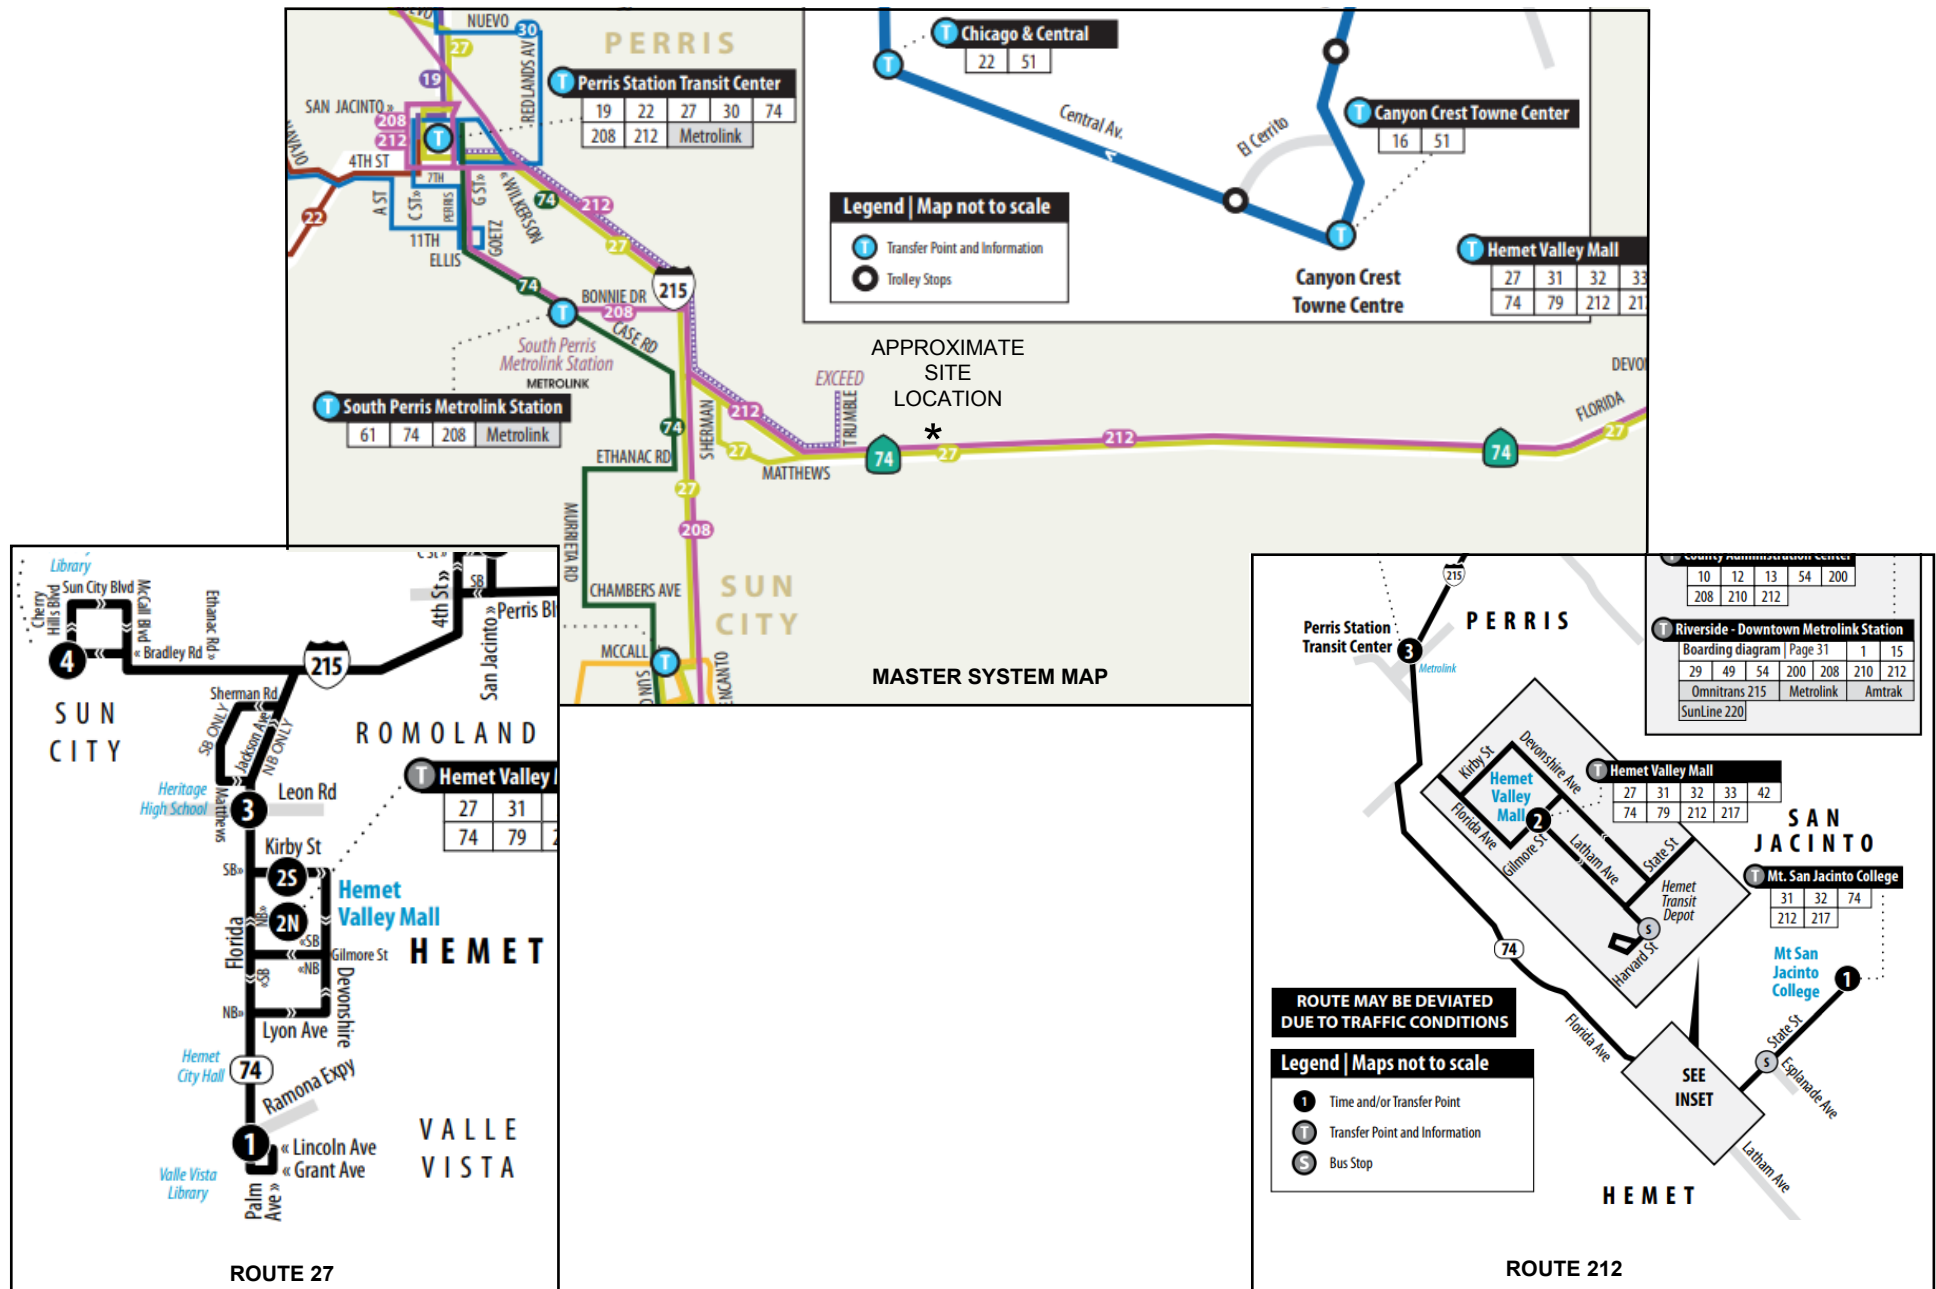 NUEVO
30
27
19
PERRIS
REDLANDS AV
SAN JACINTO »
208
212
NAVAJO
4TH ST
7TH
A ST
C ST»
PERRIS
G ST»
« WILKERSON
GOETZ
11TH
ELLIS
22
T Perris Station Transit Center
19 22 27 30 74
208 212 Metrolink
74
212
27
215
74
BONNIE DR
208
CASE RD
South Perris
Metrolink Station
METROLINK
T South Perris Metrolink Station
61 74 208 Metrolink
T Chicago & Central
22 51
Central Av.
El Cerrito
T Canyon Crest Towne Center
16 51
Legend | Map not to scale
T Transfer Point and Information
Trolley Stops
Canyon Crest
Towne Centre
T Hemet Valley Mall
27 31 32 33
74 79 212
APPROXIMATE
SITE
LOCATION
*
EXCEED
TRUMBLE
SHERMAN
212
27
MATTHEWS
74
27
212
74
FLORIDA
27
74
ETHANAC RD
27
208
MURRIETA RD
CHAMBERS AVE
SUN
CITY
MCCALL
T
MASTER SYSTEM MAP
Library
Sun City Blvd
Cherry
Hills Blvd
McCall Blvd
Ethanac Rd»
« Bradley Rd
4
215
4th St »
SB
San Jacinto »
Perris Bl
SUN
CITY
Sherman Rd
SB ONLY
Jackson Ave
NB ONLY
ROMOLAND
Heritage
High School
Matthews
3
Leon Rd
T Hemet Valley
27 31
74 79
Kirby St
SB»
2S
Hemet
Valley Mall
NB»
2N
Florida
«SB
Gilmore St
«NB
«SB
HEMET
Devonshire
NB»
Lyon Ave
Hemet
City Hall
74
Ramona Expy
1
« Lincoln Ave
« Grant Ave
Valle Vista
Library
Palm
Ave »
VALLE
VISTA
ROUTE 27
215
PERRIS
Perris Station
Transit Center
3
Metrolink
T County Administration Center
10 12 13 54 200
208 210 212
T Riverside - Downtown Metrolink Station
Boarding diagram | Page 31 1 15
29 49 54 200 208 210 212
Omnitrans 215 Metrolink Amtrak
SunLine 220
Kirby St
Devonshire Ave
Hemet
Valley
Mall
2
Florida Ave
Gilmore St
Latham Ave
State St
Hemet
Transit
Depot
S
Harvard St
T Hemet Valley Mall
27 31 32 33 42
74 79 212 217
SAN
JACINTO
T Mt. San Jacinto College
31 32 74
212 217
Mt San
Jacinto
College
1
74
ROUTE MAY BE DEVIATED
DUE TO TRAFFIC CONDITIONS
Florida Ave
State St
S
Esplanade Ave
SEE
INSET
Latham Ave
Legend | Maps not to scale
1 Time and/or Transfer Point
T Transfer Point and Information
S Bus Stop
HEMET
ROUTE 212